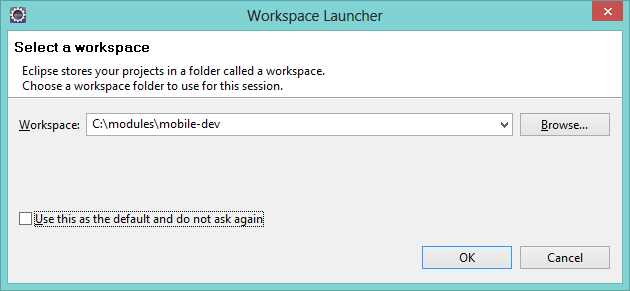 Workspace Launcher
Select a workspace
Eclipse stores your projects in a folder called a workspace.
Choose a workspace folder to use for this session.
Workspace: C:\modules\mobile-dev Browse...
Use this as the default and do not ask again
OK Cancel